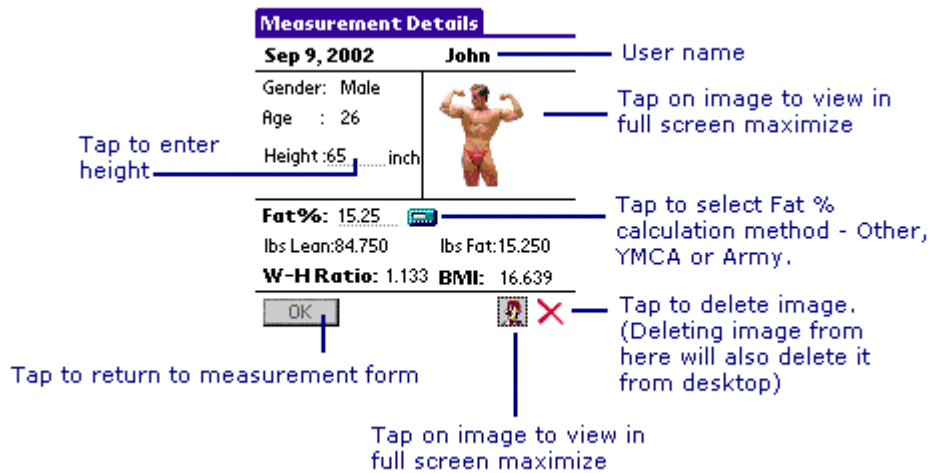 Measurement Details
Sep 9, 2002 John
User name
Gender: Male
Age : 26
Height :65 inch
Tap to enter
height
Tap on image to view in
full screen maximize
Fat%: 15.25
lbs Lean:84.750 lbs Fat:15.250
W-H Ratio: 1.133 BMI: 16.639
Tap to select Fat %
calculation method - Other,
YMCA or Army.
OK
Tap to delete image.
(Deleting image from
here will also delete it
from desktop)
Tap to return to measurement form
Tap on image to view in
full screen maximize